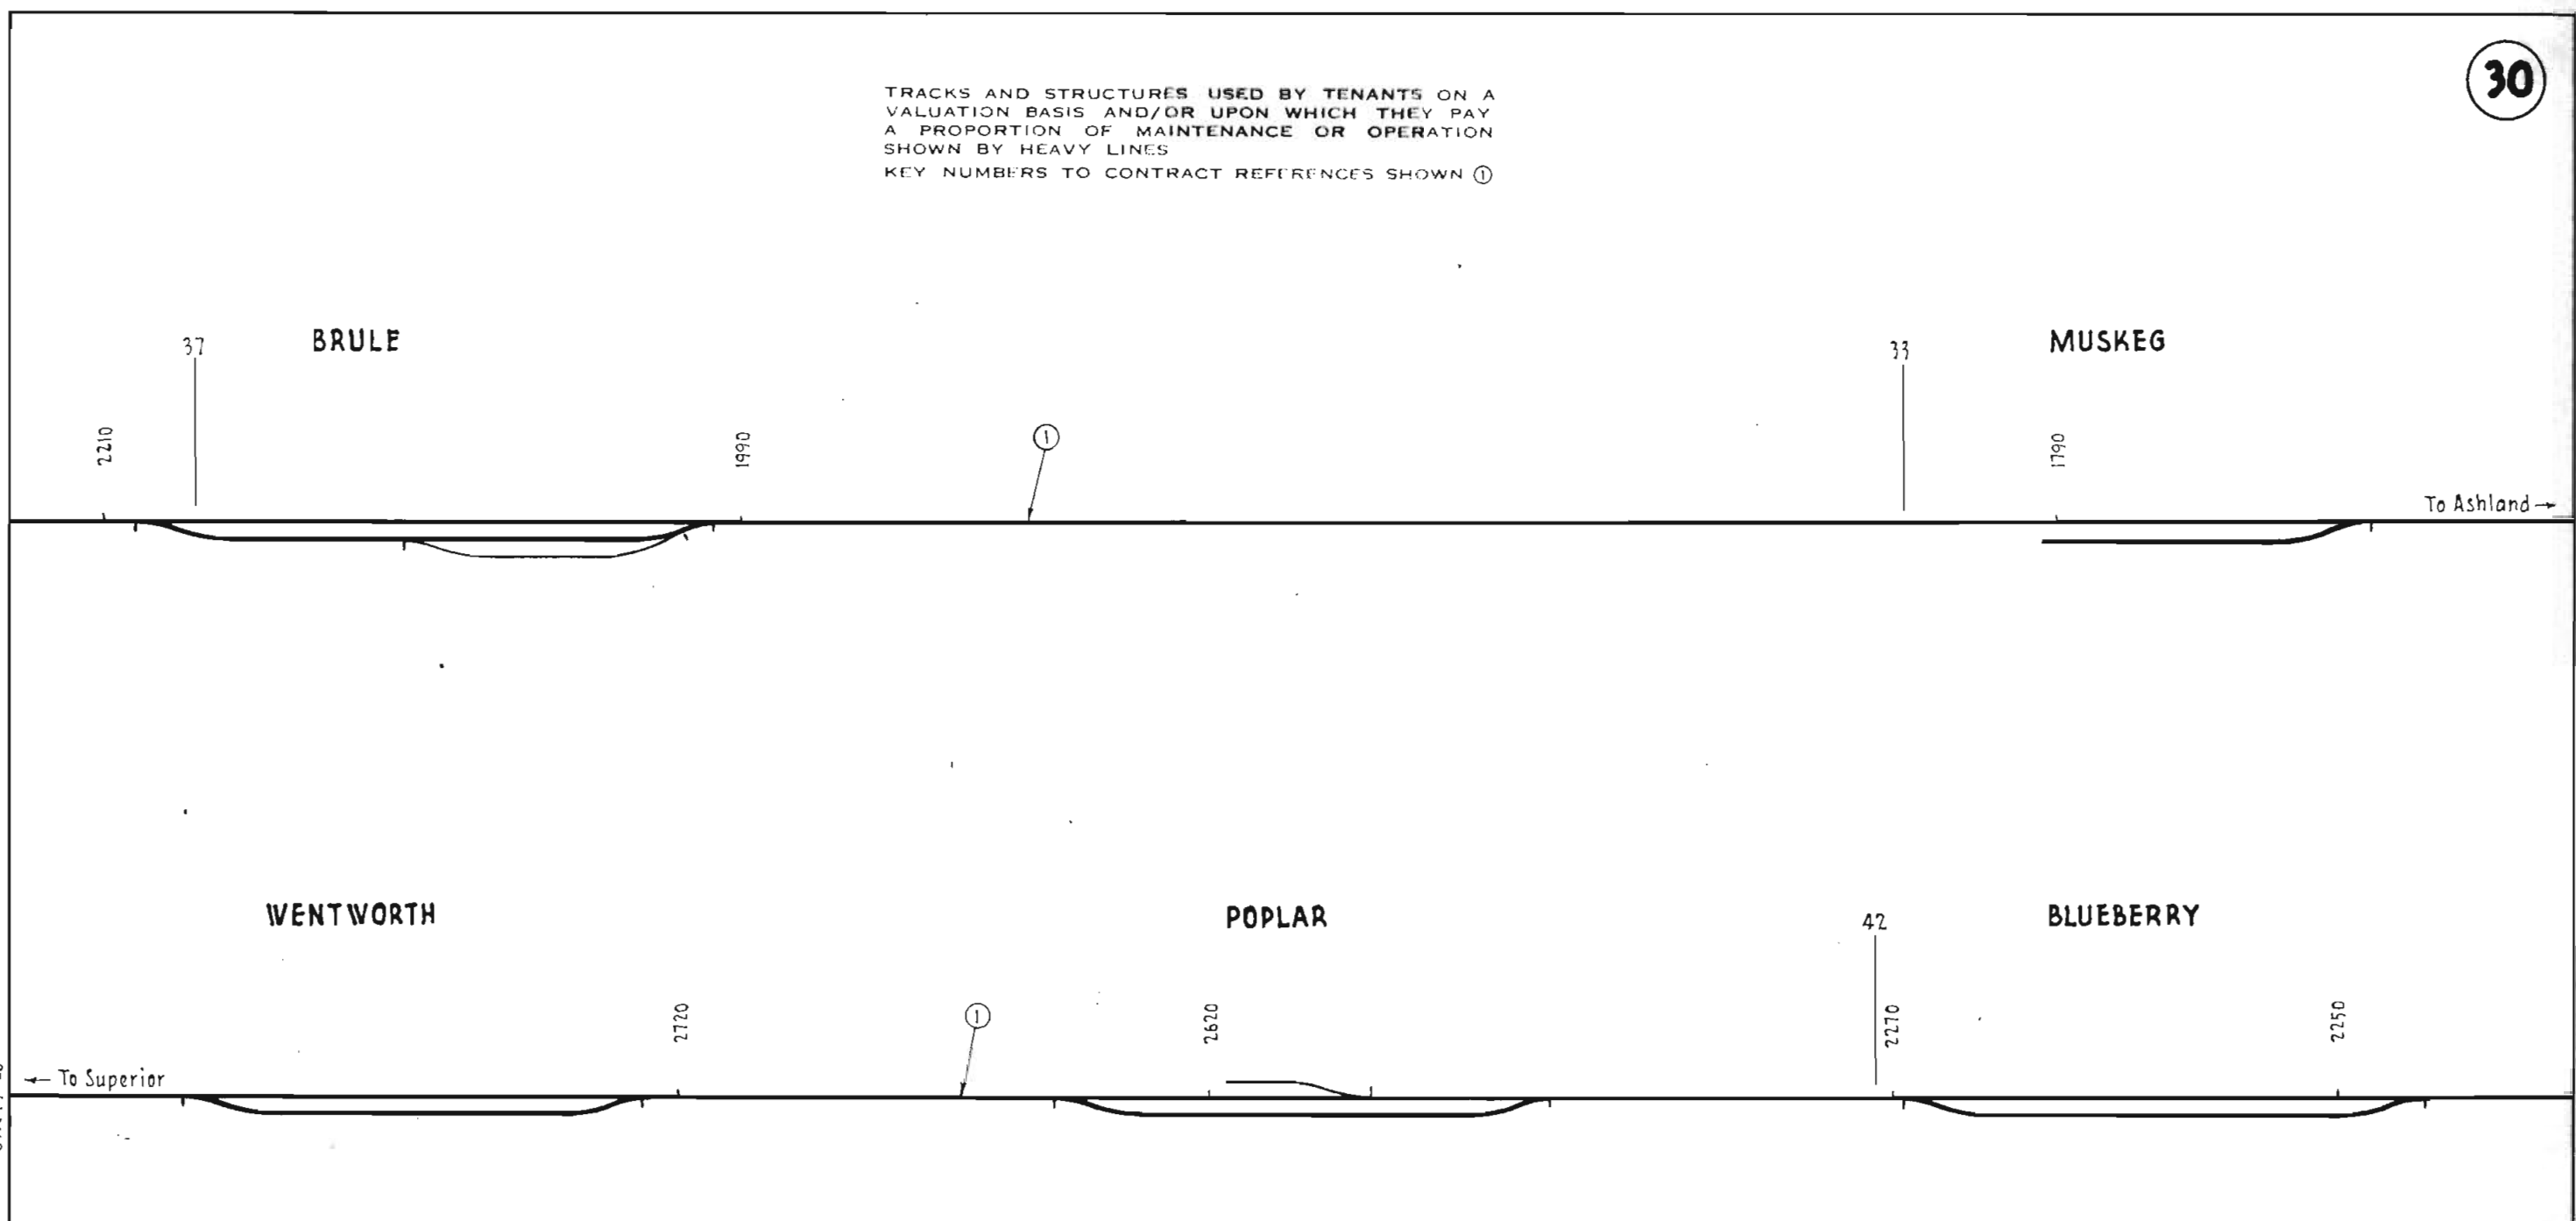 30
TRACKS AND STRUCTURES USED BY TENANTS ON A
VALUATION BASIS AND/OR UPON WHICH THEY PAY
A PROPORTION OF MAINTENANCE OR OPERATION
SHOWN BY HEAVY LINES
KEY NUMBERS TO CONTRACT REFERENCES SHOWN ①
BRULE
MUSKEG
37
33
2210
1990
①
1790
To Ashland →
WENTWORTH
POPLAR
BLUEBERRY
42
2720
①
2620
2270
2250
← To Superior